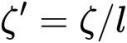 ζ′ = ζ/l